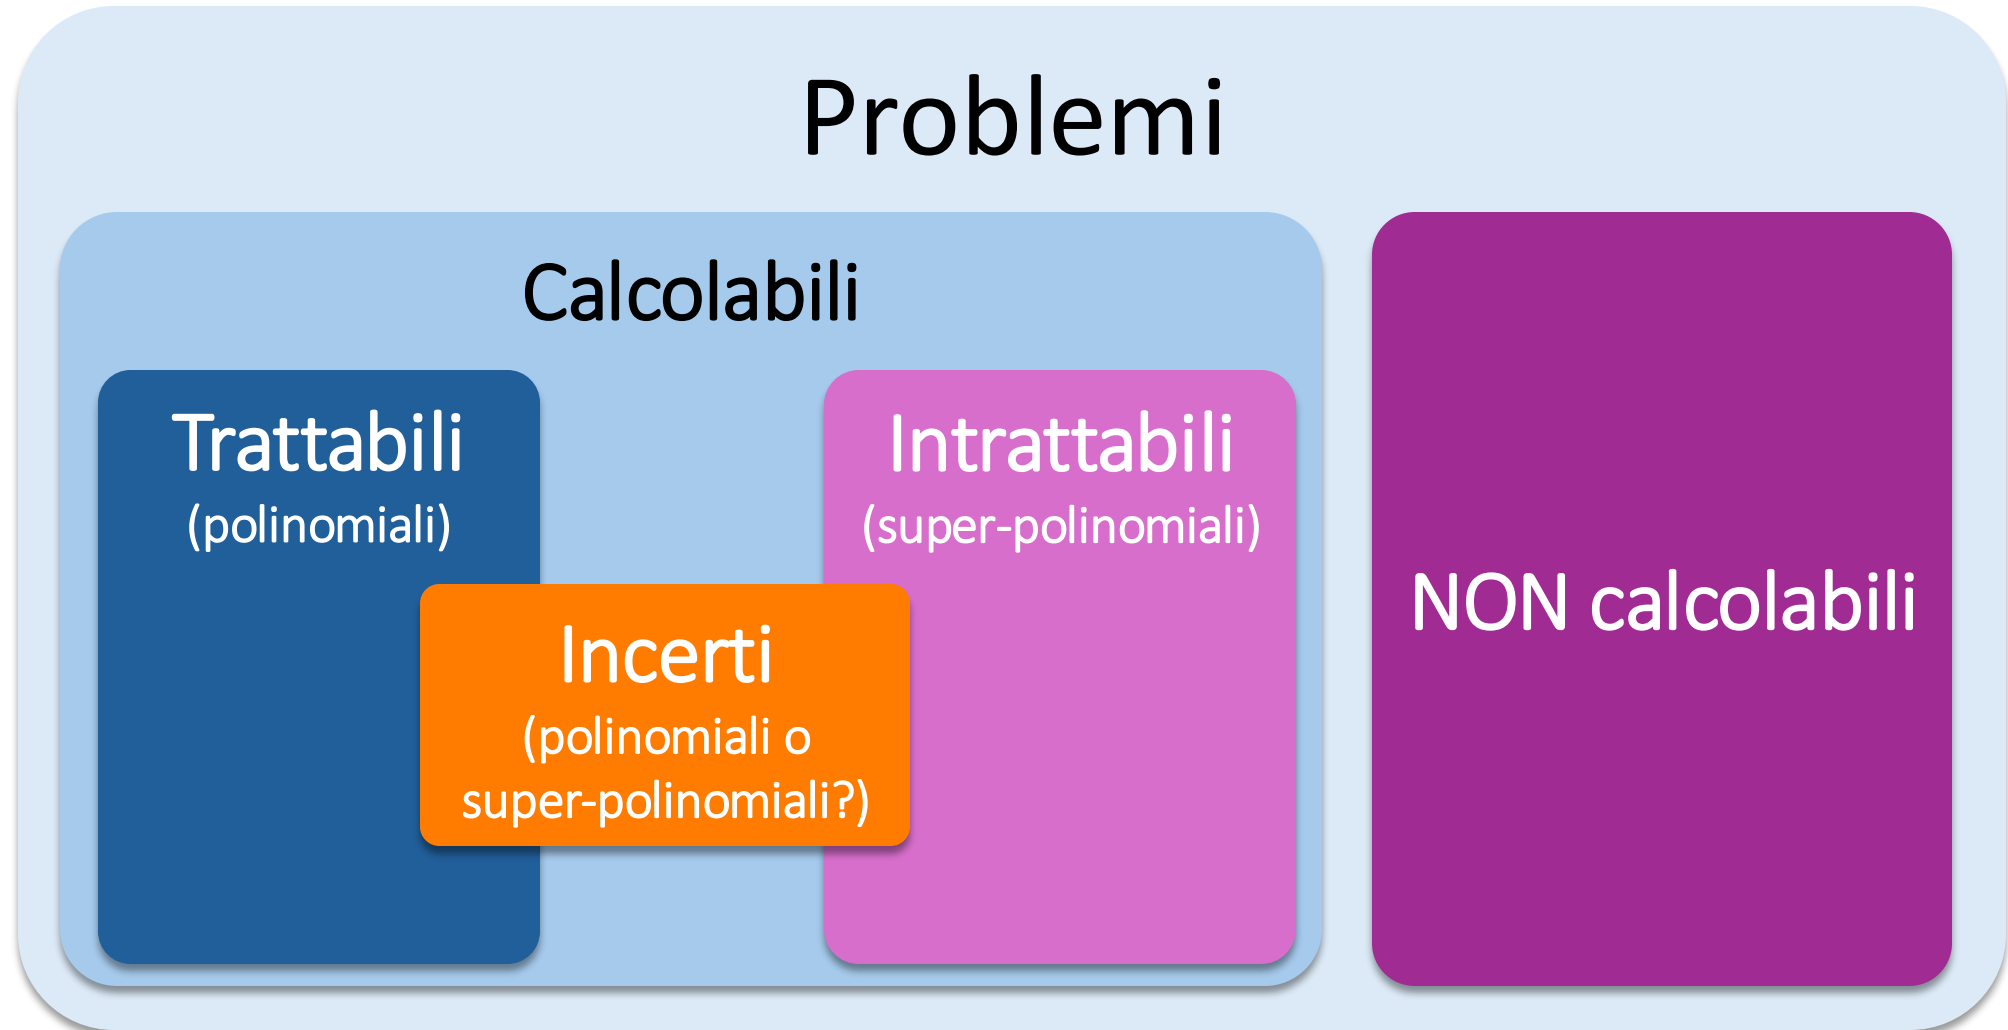 Problemi
Calcolabili
Trattabili
(polinomiali)
Incerti
(polinomiali o
super-polinomiali?)
Intrattabili
(super-polinomiali)
NON calcolabili